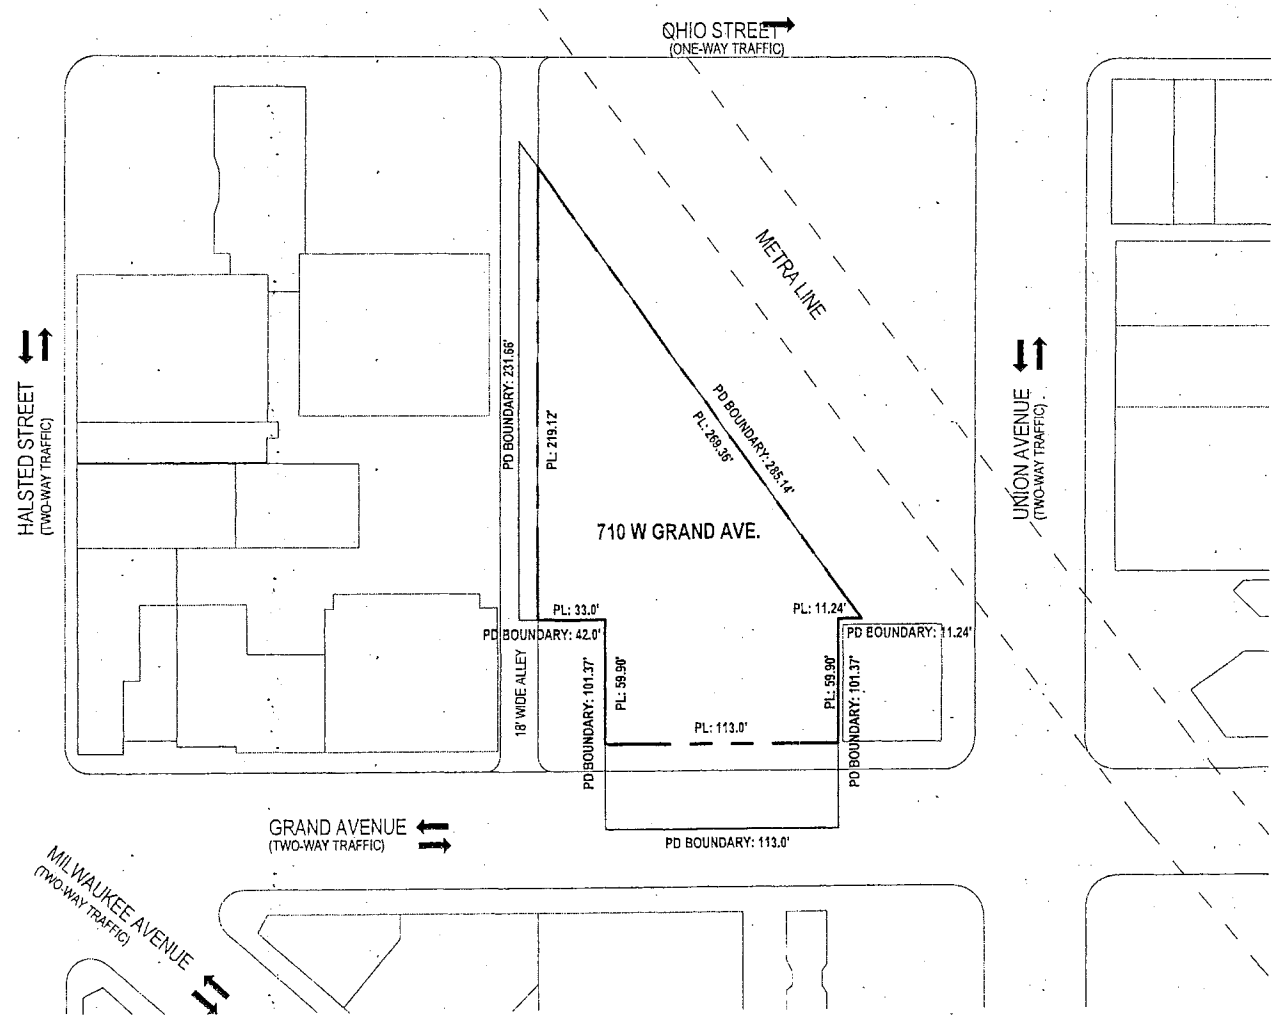 OHIO STREET
(ONE-WAY TRAFFIC)
METRA LINE
HALSTED STREET
(TWO-WAY TRAFFIC)
UNION AVENUE
(TWO-WAY TRAFFIC)
PD BOUNDARY: 231.66'
PL: 219.12'
PD BOUNDARY: 285.14'
PL: 269.36'
710 W GRAND AVE.
PL: 33.0'
PD BOUNDARY: 42.0'
PL: 11.24'
PD BOUNDARY: 11.24'
18' WIDE ALLEY
PD BOUNDARY: 101.37'
PL: 59.90'
PL: 59.90'
PD BOUNDARY: 101.37'
PL: 113.0'
PD BOUNDARY: 113.0'
GRAND AVENUE
(TWO-WAY TRAFFIC)
MILWAUKEE AVENUE
(TWO-WAY TRAFFIC)